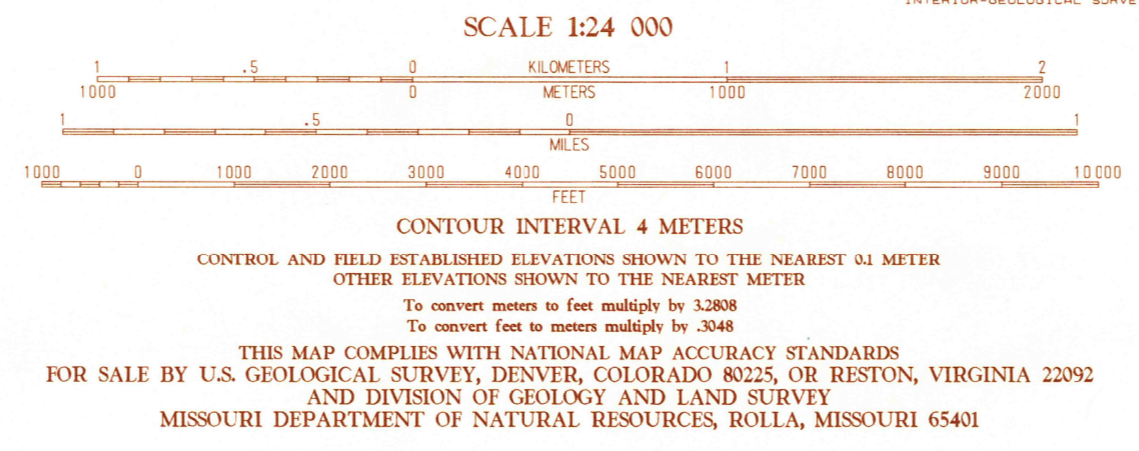 INTERIOR-GEOLOGICAL SURVE
SCALE 1:24 000
1 .5 0 KILOMETERS 1 2
1000 0 METERS 1000 2000
1 .5 0 1
MILES
1000 0 1000 2000 3000 4000 5000 6000 7000 8000 9000 10 000
FEET
CONTOUR INTERVAL 4 METERS
CONTROL AND FIELD ESTABLISHED ELEVATIONS SHOWN TO THE NEAREST 0.1 METER
OTHER ELEVATIONS SHOWN TO THE NEAREST METER
To convert meters to feet multiply by 3.2808
To convert feet to meters multiply by .3048
THIS MAP COMPLIES WITH NATIONAL MAP ACCURACY STANDARDS
FOR SALE BY U.S. GEOLOGICAL SURVEY, DENVER, COLORADO 80225, OR RESTON, VIRGINIA 22092
AND DIVISION OF GEOLOGY AND LAND SURVEY
MISSOURI DEPARTMENT OF NATURAL RESOURCES, ROLLA, MISSOURI 65401